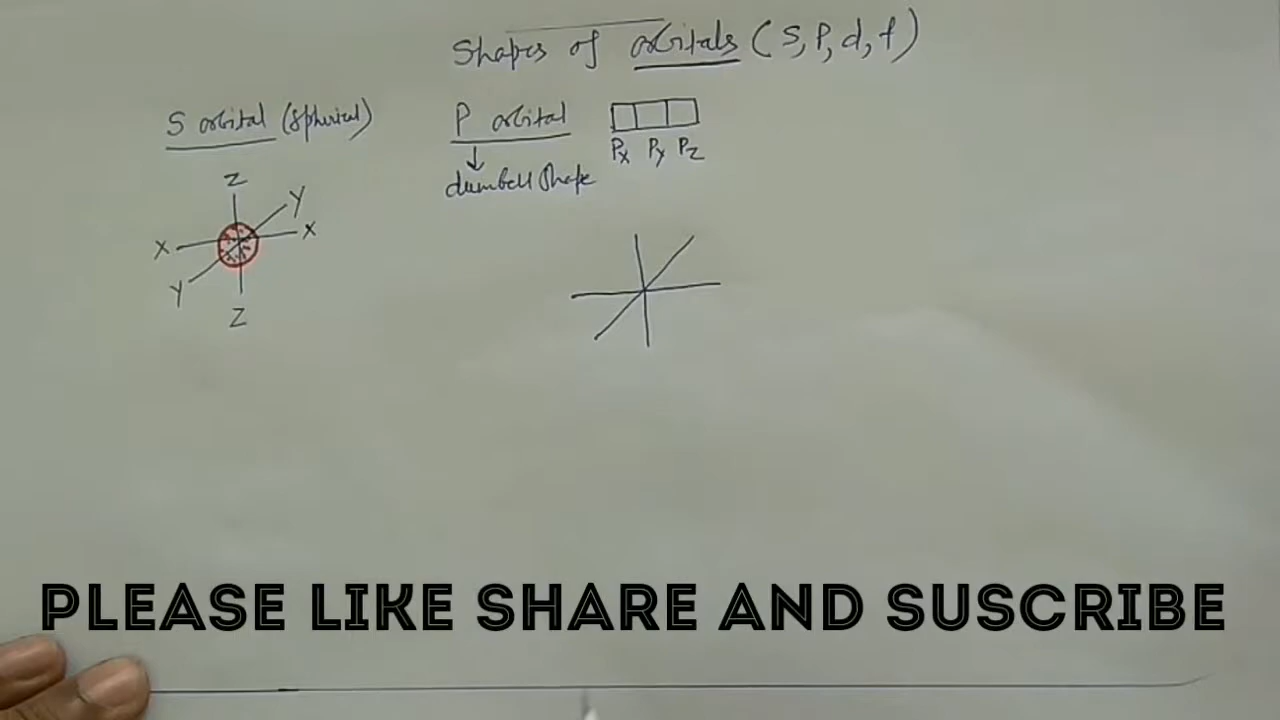 Shapes of orbitals (S, P, d, f)
S orbital (spherical)
P orbital
Px Py Pz
dumbell shape
Z
Y
X
X
Y
Z
PLEASE LIKE SHARE AND SUSCRIBE